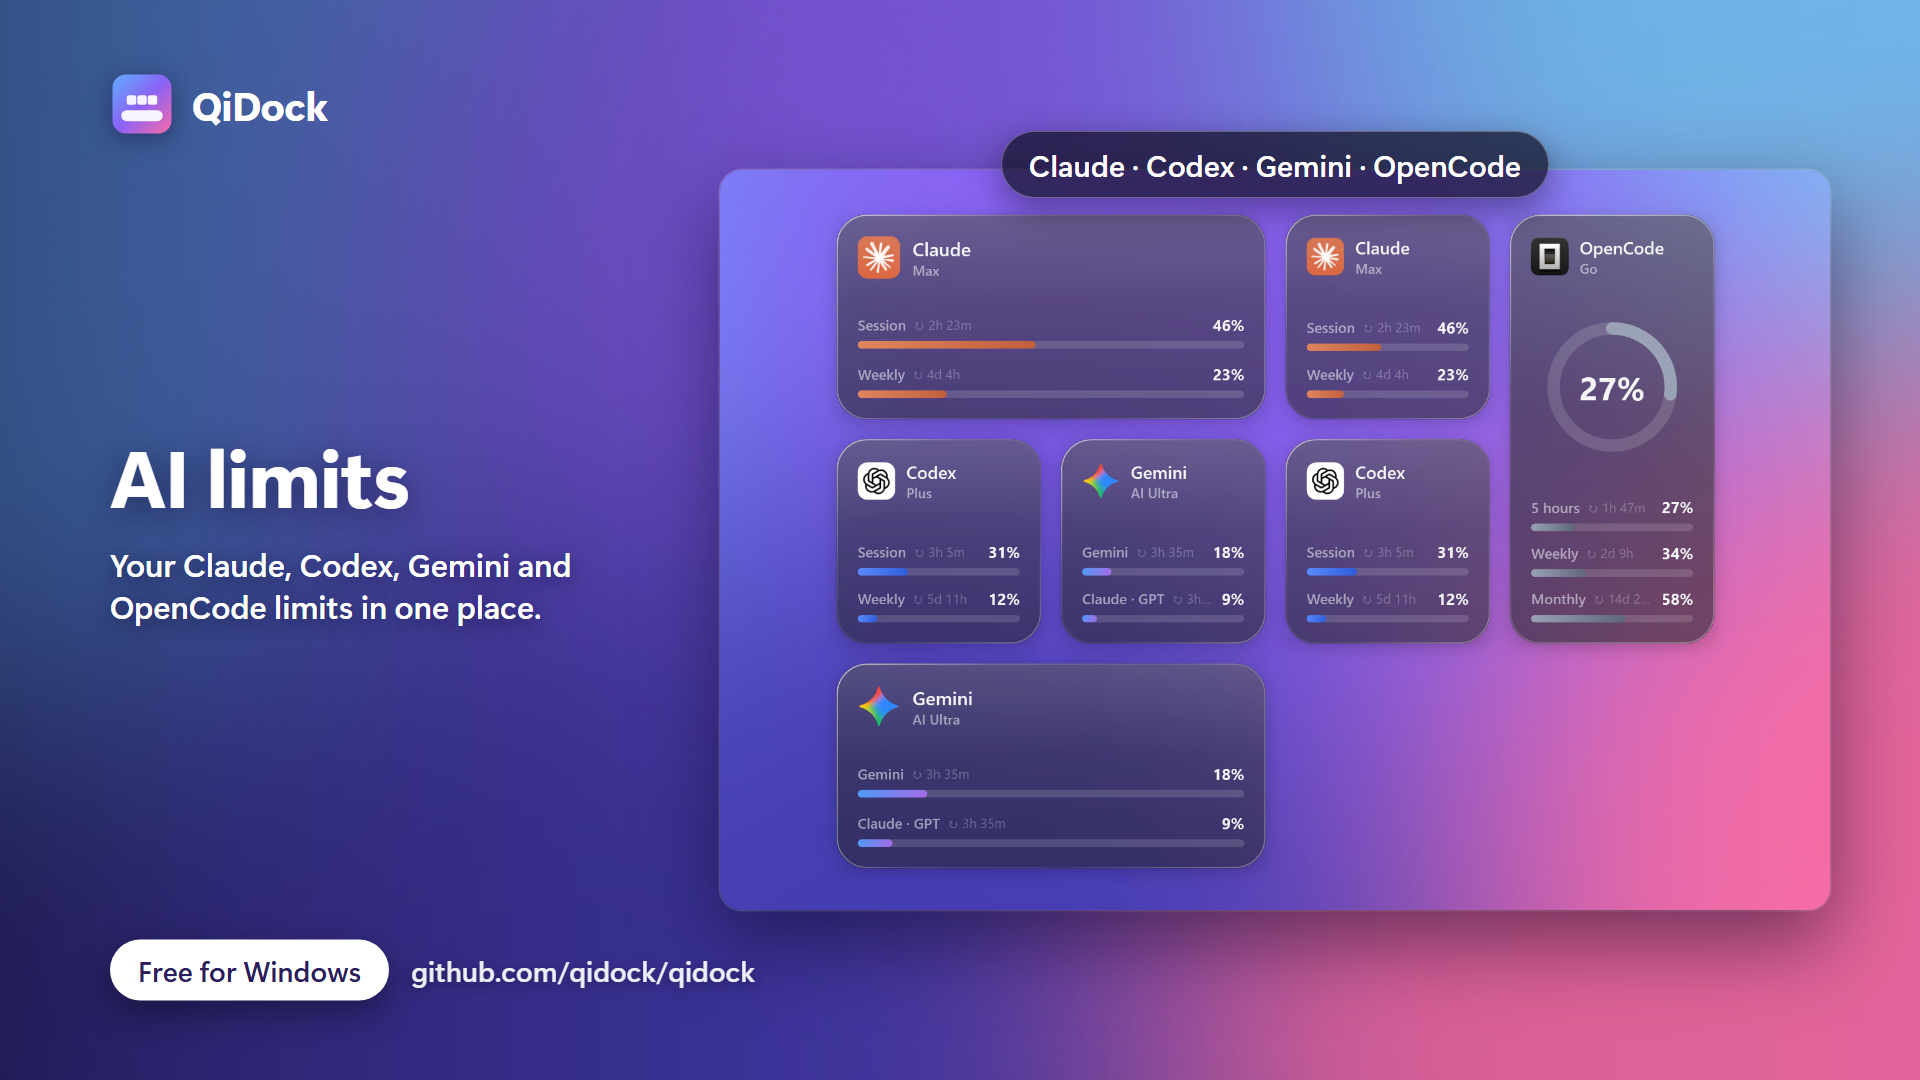 QiDock
AI limits
Your Claude, Codex, Gemini and
OpenCode limits in one place.
Free for Windows
github.com/qidock/qidock
Claude · Codex · Gemini · OpenCode
Claude
Max
Session ↻ 2h 23m 46%
Weekly ↻ 4d 4h 23%
Claude
Max
Session ↻ 2h 23m 46%
Weekly ↻ 4d 4h 23%
OpenCode
Go
27%
5 hours ↻ 1h 47m 27%
Weekly ↻ 2d 9h 34%
Monthly ↻ 14d 2... 58%
Codex
Plus
Session ↻ 3h 5m 31%
Weekly ↻ 5d 11h 12%
Gemini
AI Ultra
Gemini ↻ 3h 35m 18%
Claude · GPT ↻ 3h... 9%
Codex
Plus
Session ↻ 3h 5m 31%
Weekly ↻ 5d 11h 12%
Gemini
AI Ultra
Gemini ↻ 3h 35m 18%
Claude · GPT ↻ 3h 35m 9%